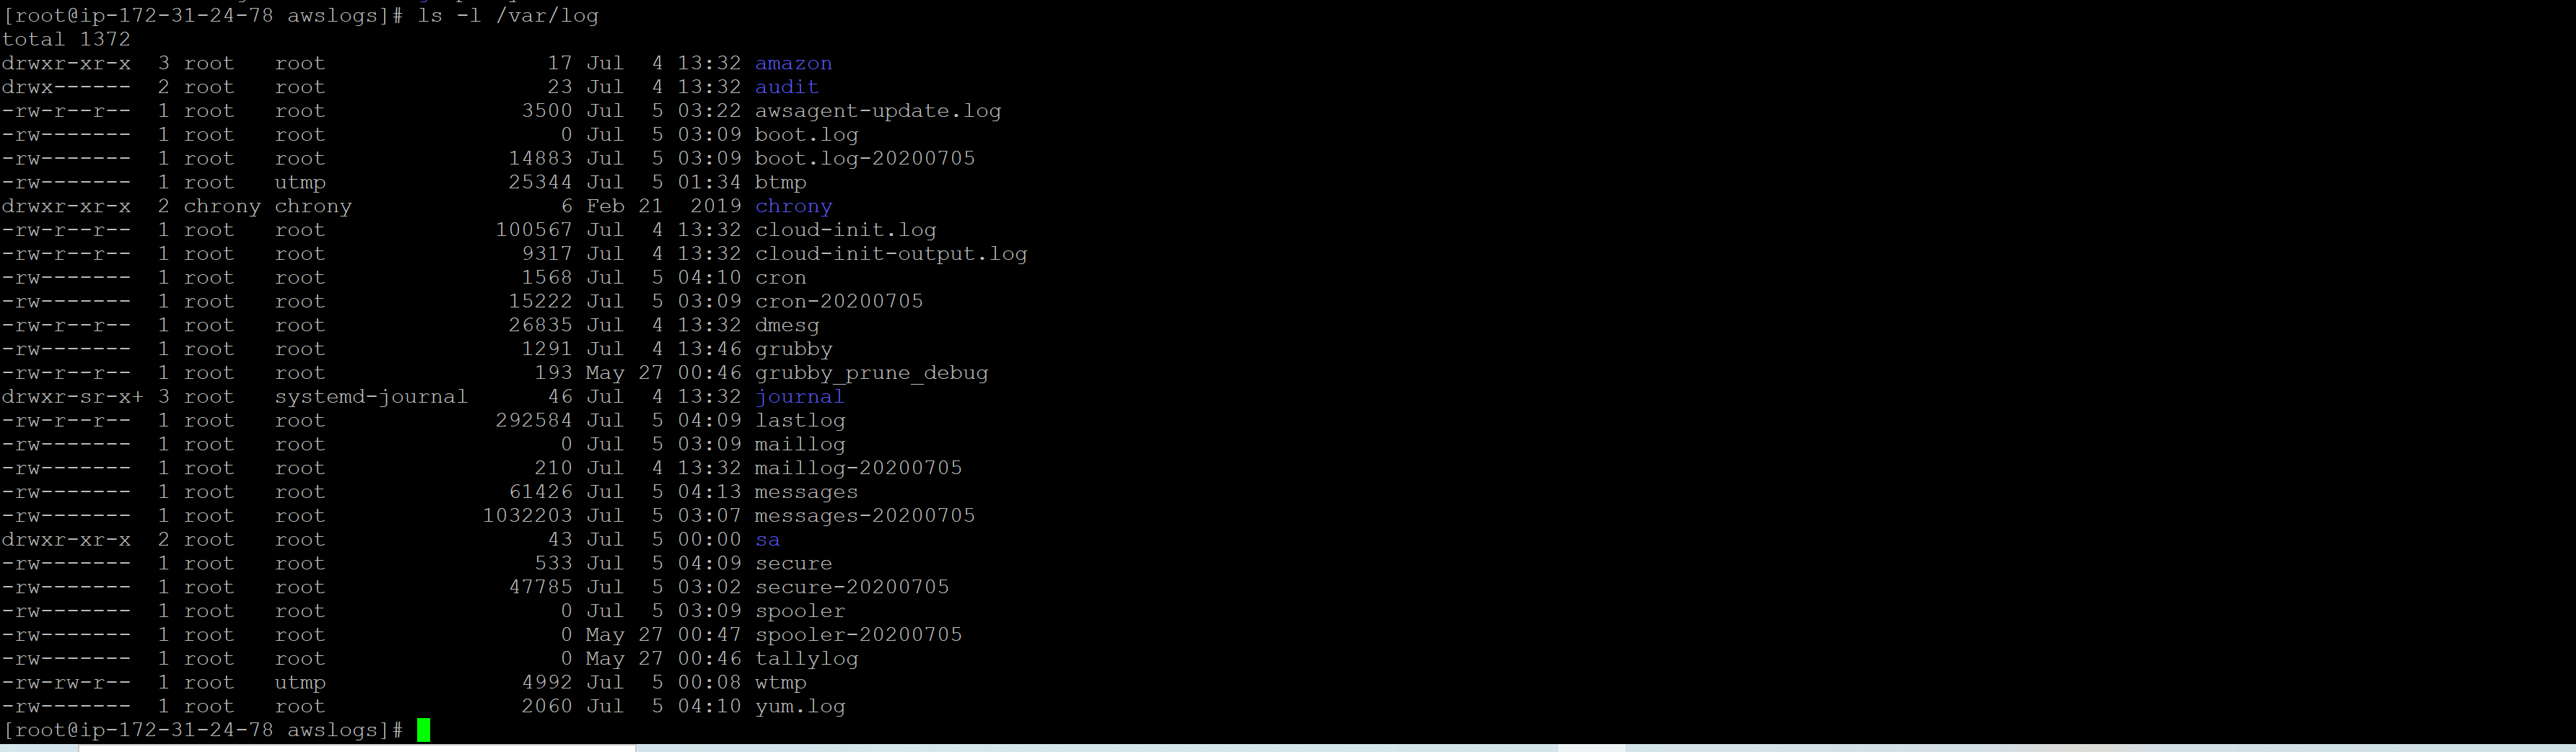 [root@ip-172-31-24-78 awslogs]# ls -l /var/log
total 1372
drwxr-xr-x  3 root   root                 17 Jul  4 13:32 amazon
drwx------  2 root   root                 23 Jul  4 13:32 audit
-rw-r--r--  1 root   root               3500 Jul  5 03:22 awsagent-update.log
-rw-------  1 root   root                  0 Jul  5 03:09 boot.log
-rw-------  1 root   root              14883 Jul  5 03:09 boot.log-20200705
-rw-------  1 root   utmp              25344 Jul  5 01:34 btmp
drwxr-xr-x  2 chrony chrony                6 Feb 21  2019 chrony
-rw-r--r--  1 root   root             100567 Jul  4 13:32 cloud-init.log
-rw-r--r--  1 root   root               9317 Jul  4 13:32 cloud-init-output.log
-rw-------  1 root   root               1568 Jul  5 04:10 cron
-rw-------  1 root   root              15222 Jul  5 03:09 cron-20200705
-rw-r--r--  1 root   root              26835 Jul  4 13:32 dmesg
-rw-------  1 root   root               1291 Jul  4 13:46 grubby
-rw-r--r--  1 root   root                193 May 27 00:46 grubby_prune_debug
drwxr-sr-x+ 3 root   systemd-journal      46 Jul  4 13:32 journal
-rw-r--r--  1 root   root             292584 Jul  5 04:09 lastlog
-rw-------  1 root   root                  0 Jul  5 03:09 maillog
-rw-------  1 root   root                210 Jul  4 13:32 maillog-20200705
-rw-------  1 root   root              61426 Jul  5 04:13 messages
-rw-------  1 root   root            1032203 Jul  5 03:07 messages-20200705
drwxr-xr-x  2 root   root                 43 Jul  5 00:00 sa
-rw-------  1 root   root                533 Jul  5 04:09 secure
-rw-------  1 root   root              47785 Jul  5 03:02 secure-20200705
-rw-------  1 root   root                  0 Jul  5 03:09 spooler
-rw-------  1 root   root                  0 May 27 00:47 spooler-20200705
-rw-------  1 root   root                  0 May 27 00:46 tallylog
-rw-rw-r--  1 root   utmp               4992 Jul  5 00:08 wtmp
-rw-------  1 root   root               2060 Jul  5 04:10 yum.log
[root@ip-172-31-24-78 awslogs]#